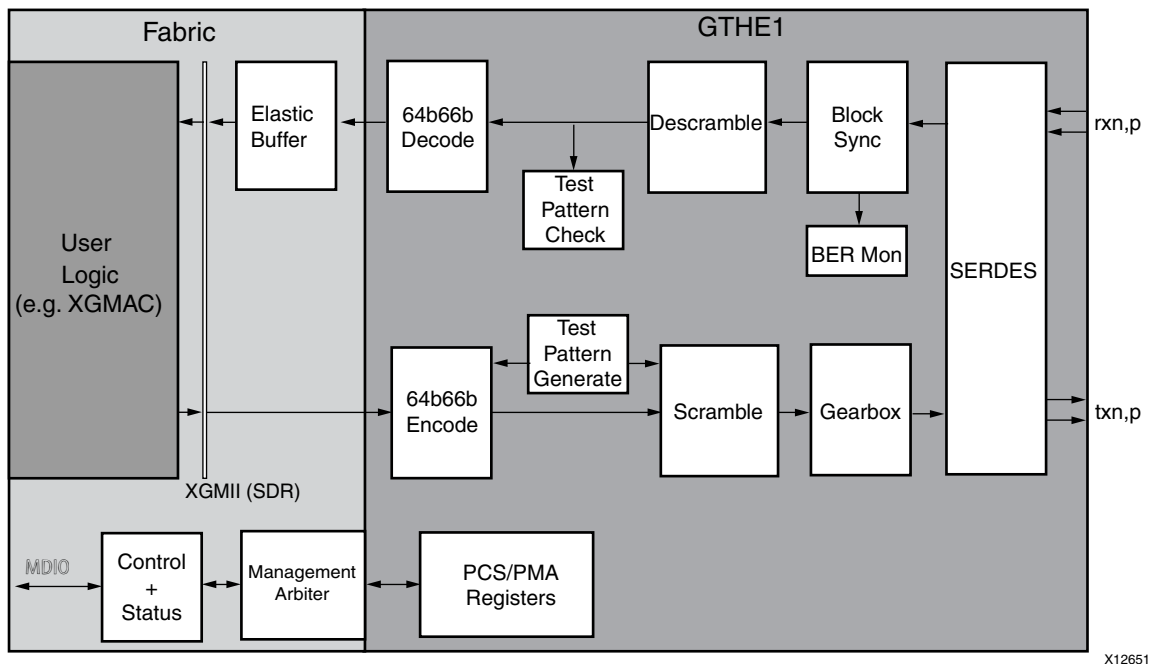 Fabric
GTHE1
User
Logic
(e.g. XGMAC)
Elastic
Buffer
64b66b
Decode
Test
Pattern
Check
Descramble
Block
Sync
BER Mon
SERDES
rxn,p
64b66b
Encode
Test
Pattern
Generate
Scramble
Gearbox
txn,p
XGMII (SDR)
MDIO
Control
+
Status
Management
Arbiter
PCS/PMA
Registers
X12651